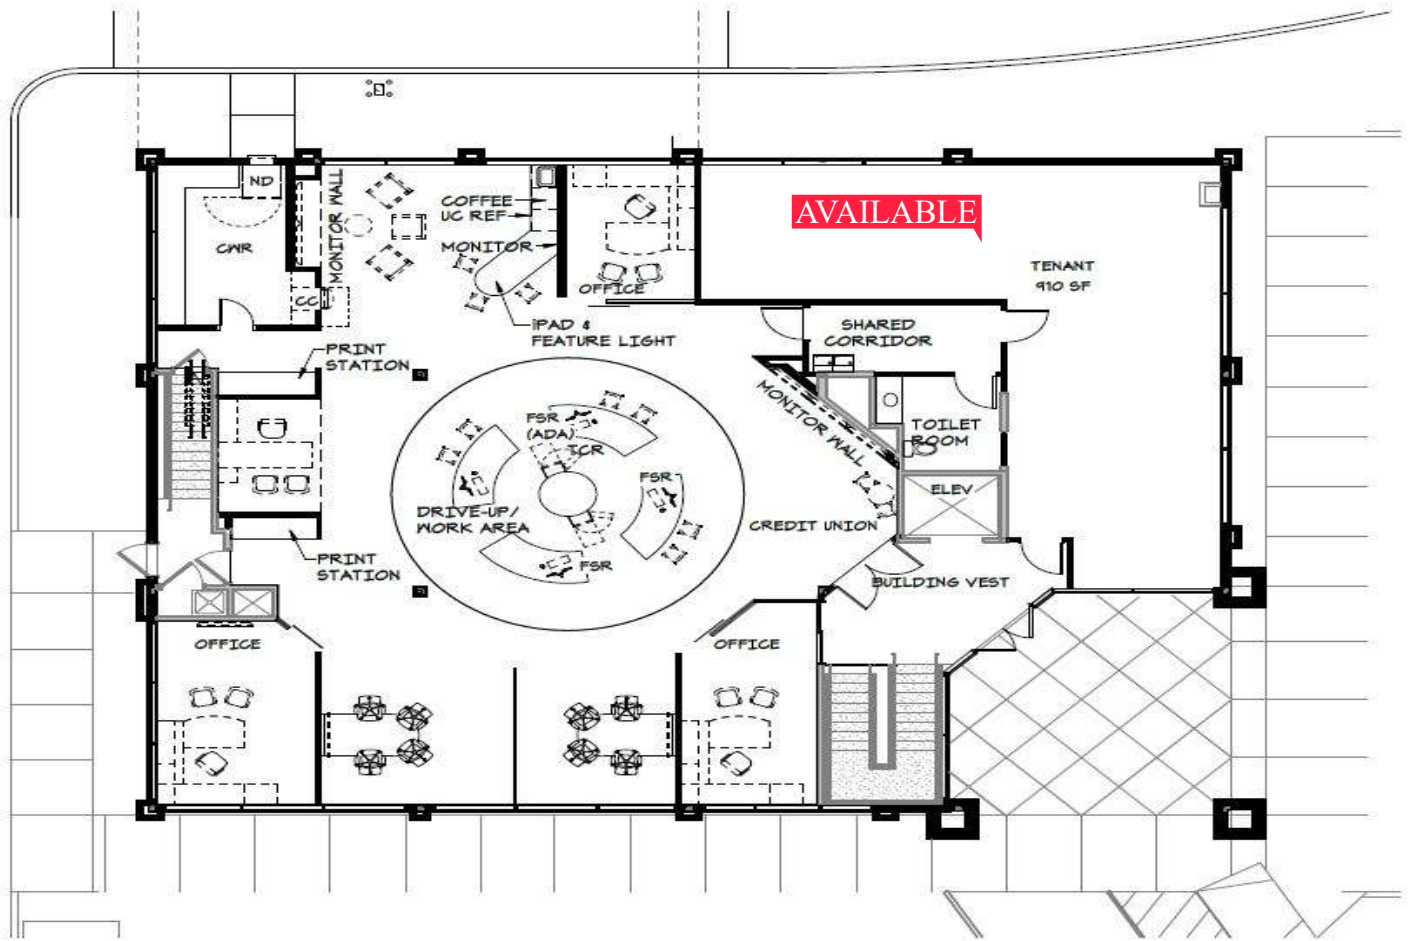 ND
CWR
MONITOR WALL
COFFEE
UC REF
MONITOR
OFFICE
AVAILABLE
TENANT
910 SF
CC
IPAD &
FEATURE LIGHT
SHARED
CORRIDOR
PRINT
STATION
MONITOR WALL
TOILET
ROOM
FSR
(ADA)
TCR
FSR
ELEV
DRIVE-UP/
WORK AREA
CREDIT UNION
PRINT
STATION
FSR
BUILDING VEST
OFFICE
OFFICE